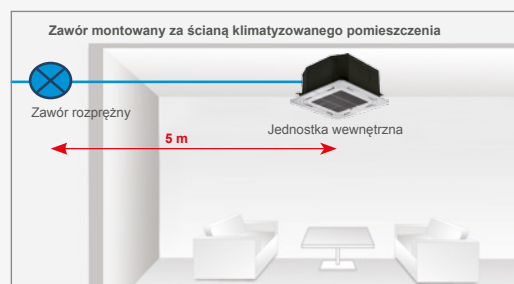 Zawór montowany za ścianą klimatyzowanego pomieszczenia
Zawór rozprężny
Jednostka wewnętrzna
5 m